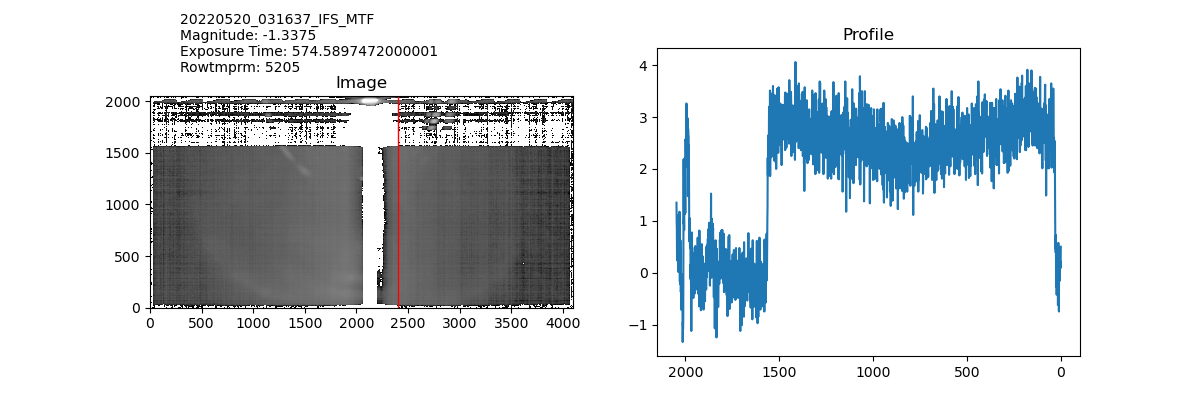 20220520_031637_IFS_MTF
Magnitude: -1.3375
Exposure Time: 574.5897472000001
Rowtmprm: 5205
Image
2000
1500
1000
500
0
0 500 1000 1500 2000 2500 3000 3500 4000
Profile
4
3
2
1
0
−1
2000 1500 1000 500 0